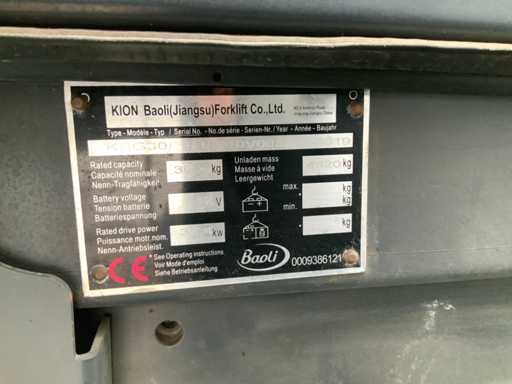 KION Baoli(Jiangsu)Forklift Co.,Ltd.
Type - Modèle - Typ / Serial No. - No.de série - Serien-Nr./ Year - Année - Baujahr
Rated capacity
Capacité nominale
Nenn-Tragfähigkeit
kg
Unladen mass
Masse à vide
Leergewicht
kg
Battery voltage
Tension batterie
Batteriespannung
V
max.
min.
kg
Rated drive power
Puissance motr.nom.
Nenn-Antriebsleist.
kw
kg
CE
* See Operating instructions.
Voir Mode d'emploi
Siehe Betriebsanleitung.
Baoli
0009386121